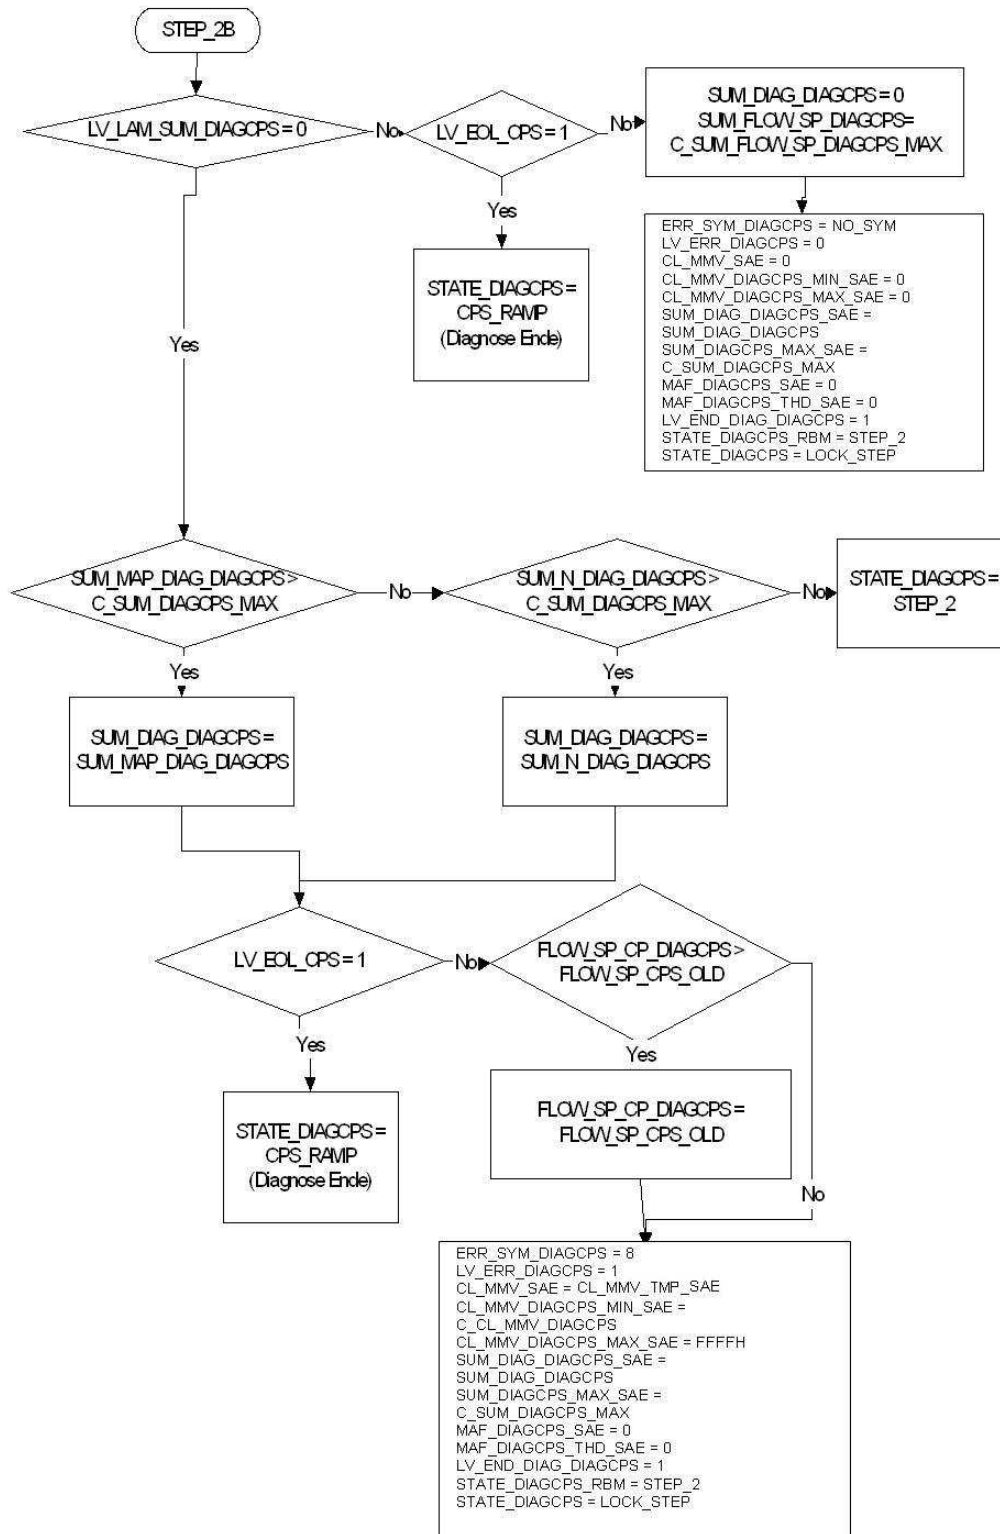 STEP_2B
LV_LAM_SUM_DIAGCPS = 0
No
LV_EOL_CPS = 1
No
SUM_DIAG_DIAGCPS = 0
SUM_FLOW_SP_DIAGCPS=
C_SUM_FLOW_SP_DIAGCPS_MAX
Yes
STATE_DIAGCPS =
CPS_RAMP
(Diagnose Ende)
ERR_SYM_DIAGCPS = NO_SYM
LV_ERR_DIAGCPS = 0
CL_MMV_SAE = 0
CL_MMV_DIAGCPS_MIN_SAE = 0
CL_MMV_DIAGCPS_MAX_SAE = 0
SUM_DIAG_DIAGCPS_SAE =
SUM_DIAG_DIAGCPS
SUM_DIAGCPS_MAX_SAE =
C_SUM_DIAGCPS_MAX
MAF_DIAGCPS_SAE = 0
MAF_DIAGCPS_THD_SAE = 0
LV_END_DIAG_DIAGCPS = 1
STATE_DIAGCPS_RBM = STEP_2
STATE_DIAGCPS = LOCK_STEP
Yes
SUM_MAP_DIAG_DIAGCPS >
C_SUM_DIAGCPS_MAX
No
SUM_N_DIAG_DIAGCPS >
C_SUM_DIAGCPS_MAX
No
STATE_DIAGCPS =
STEP_2
Yes
Yes
SUM_DIAG_DIAGCPS =
SUM_MAP_DIAG_DIAGCPS
SUM_DIAG_DIAGCPS =
SUM_N_DIAG_DIAGCPS
LV_EOL_CPS = 1
No
FLOW_SP_CP_DIAGCPS >
FLOW_SP_CPS_OLD
Yes
Yes
STATE_DIAGCPS =
CPS_RAMP
(Diagnose Ende)
FLOW_SP_CP_DIAGCPS =
FLOW_SP_CPS_OLD
No
ERR_SYM_DIAGCPS = 8
LV_ERR_DIAGCPS = 1
CL_MMV_SAE = CL_MMV_TMP_SAE
CL_MMV_DIAGCPS_MIN_SAE =
C_CL_MMV_DIAGCPS
CL_MMV_DIAGCPS_MAX_SAE = FFFFH
SUM_DIAG_DIAGCPS_SAE =
SUM_DIAG_DIAGCPS
SUM_DIAGCPS_MAX_SAE =
C_SUM_DIAGCPS_MAX
MAF_DIAGCPS_SAE = 0
MAF_DIAGCPS_THD_SAE = 0
LV_END_DIAG_DIAGCPS = 1
STATE_DIAGCPS_RBM = STEP_2
STATE_DIAGCPS = LOCK_STEP